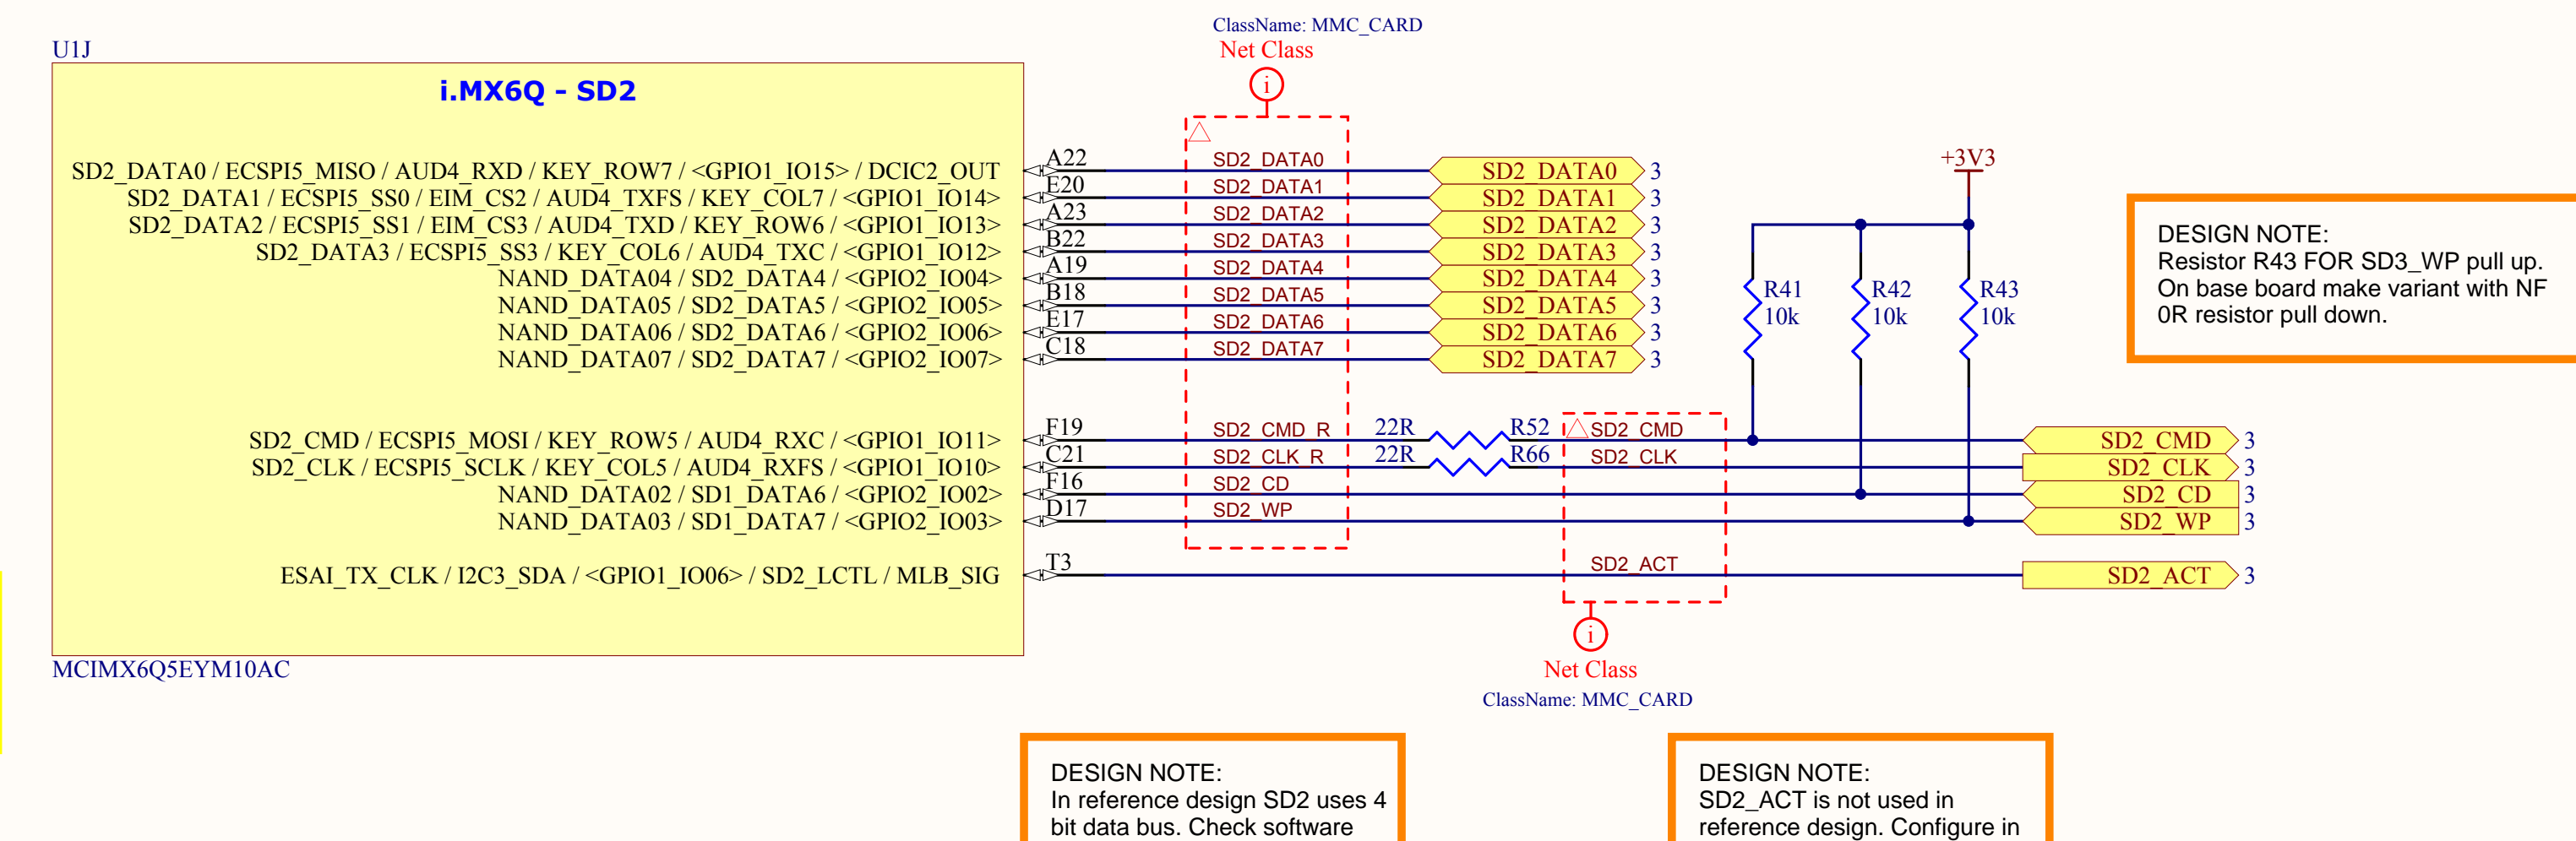 ClassName: MMC_CARD
Net Class
i
U1J
i.MX6Q - SD2
SD2_DATA0 / ECSPI5_MISO / AUD4_RXD / KEY_ROW7 / <GPIO1_IO15> / DCIC2_OUT A22 SD2_DATA0 SD2_DATA0 3
SD2_DATA1 / ECSPI5_SS0 / EIM_CS2 / AUD4_TXFS / KEY_COL7 / <GPIO1_IO14> E20 SD2_DATA1 SD2_DATA1 3
SD2_DATA2 / ECSPI5_SS1 / EIM_CS3 / AUD4_TXD / KEY_ROW6 / <GPIO1_IO13> A23 SD2_DATA2 SD2_DATA2 3
SD2_DATA3 / ECSPI5_SS3 / KEY_COL6 / AUD4_TXC / <GPIO1_IO12> B22 SD2_DATA3 SD2_DATA3 3
NAND_DATA04 / SD2_DATA4 / <GPIO2_IO04> A19 SD2_DATA4 SD2_DATA4 3
NAND_DATA05 / SD2_DATA5 / <GPIO2_IO05> B18 SD2_DATA5 SD2_DATA5 3
NAND_DATA06 / SD2_DATA6 / <GPIO2_IO06> E17 SD2_DATA6 SD2_DATA6 3
NAND_DATA07 / SD2_DATA7 / <GPIO2_IO07> C18 SD2_DATA7 SD2_DATA7 3
+3V3
R41 R42 R43
10k 10k 10k
DESIGN NOTE:
Resistor R43 FOR SD3_WP pull up.
On base board make variant with NF
0R resistor pull down.
SD2_CMD / ECSPI5_MOSI / KEY_ROW5 / AUD4_RXC / <GPIO1_IO11> F19 SD2_CMD_R 22R R52 SD2_CMD SD2_CMD 3
SD2_CLK / ECSPI5_SCLK / KEY_COL5 / AUD4_RXFS / <GPIO1_IO10> C21 SD2_CLK_R 22R R66 SD2_CLK SD2_CLK 3
NAND_DATA02 / SD1_DATA6 / <GPIO2_IO02> F16 SD2_CD SD2_CD 3
NAND_DATA03 / SD1_DATA7 / <GPIO2_IO03> D17 SD2_WP SD2_WP 3
ESAI_TX_CLK / I2C3_SDA / <GPIO1_IO06> / SD2_LCTL / MLB_SIG T3 SD2_ACT SD2_ACT 3
i
Net Class
ClassName: MMC_CARD
MCIMX6Q5EYM10AC
DESIGN NOTE:
In reference design SD2 uses 4
bit data bus. Check software
DESIGN NOTE:
SD2_ACT is not used in
reference design. Configure in